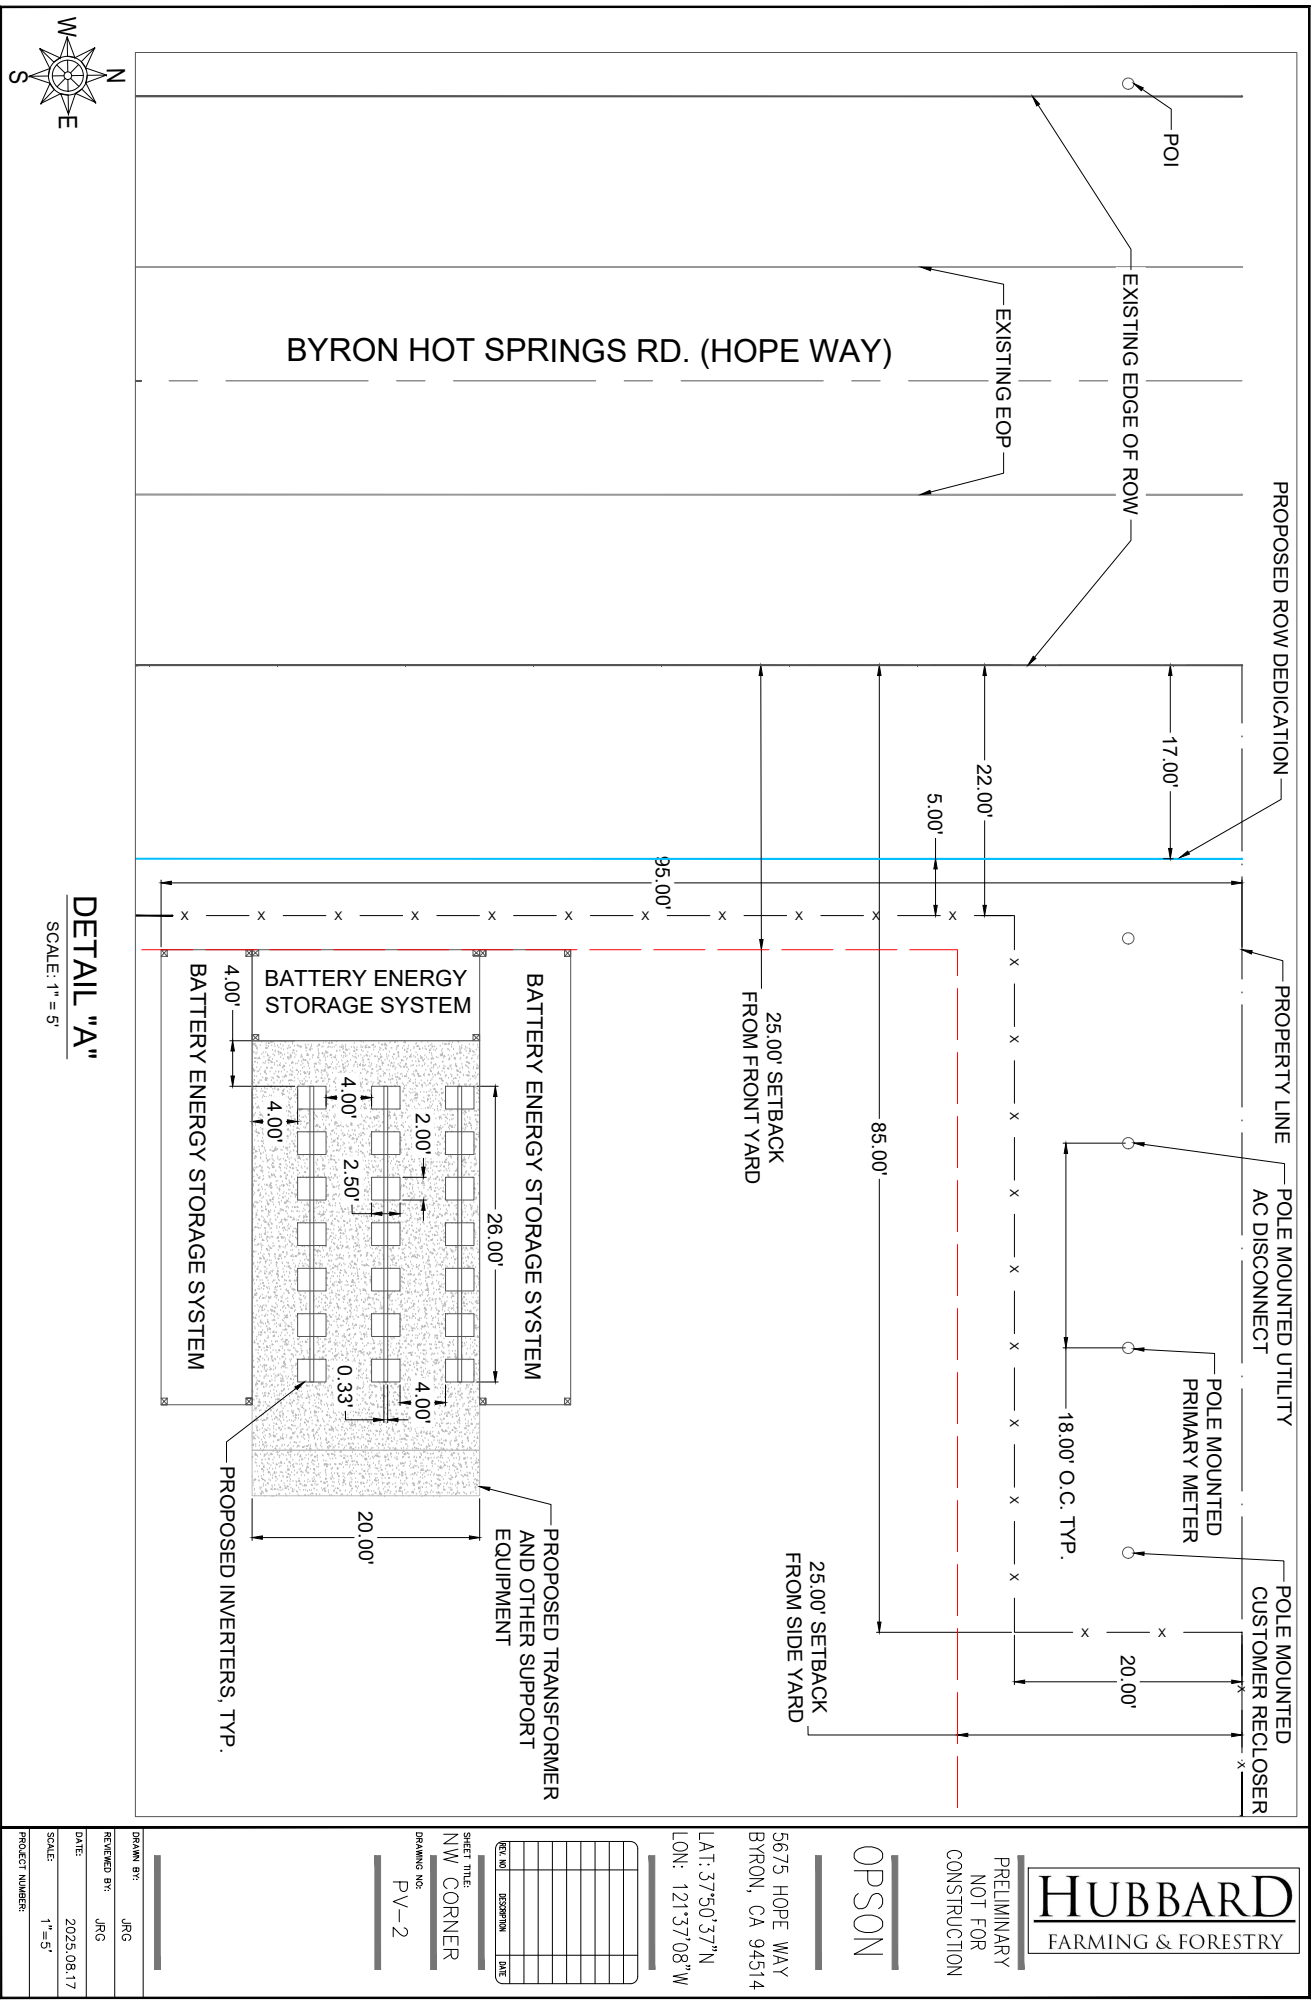 W
N
S
E
POI
EXISTING EDGE OF ROW
EXISTING EOP
BYRON HOT SPRINGS RD. (HOPE WAY)
PROPOSED ROW DEDICATION
17.00'
22.00'
5.00'
95.00'
PROPERTY LINE
POLE MOUNTED UTILITY
AC DISCONNECT
POLE MOUNTED
PRIMARY METER
POLE MOUNTED
CUSTOMER RECLOSER
18.00' O.C. TYP.
20.00'
25.00' SETBACK
FROM FRONT YARD
85.00'
25.00' SETBACK
FROM SIDE YARD
BATTERY ENERGY STORAGE SYSTEM
BATTERY ENERGY
STORAGE SYSTEM
BATTERY ENERGY STORAGE SYSTEM
4.00'
4.00'
4.00'
2.00'
2.50'
26.00'
4.00'
0.33'
20.00'
PROPOSED TRANSFORMER
AND OTHER SUPPORT
EQUIPMENT
PROPOSED INVERTERS, TYP.
DETAIL "A"
SCALE: 1" = 5'
HUBBARD
FARMING & FORESTRY
PRELIMINARY
NOT FOR
CONSTRUCTION
OPSON
5675 HOPE WAY
BYRON, CA 94514
LAT: 37°50'37"N
LON: 121°37'08"W
REV. NO DESCRIPTION DATE
SHEET TITLE:
NW CORNER
DRAWING NO:
PV-2
DRAWN BY: JRG
REVIEWED BY: JRG
DATE: 2025.08.17
SCALE: 1"=5'
PROJECT NUMBER: